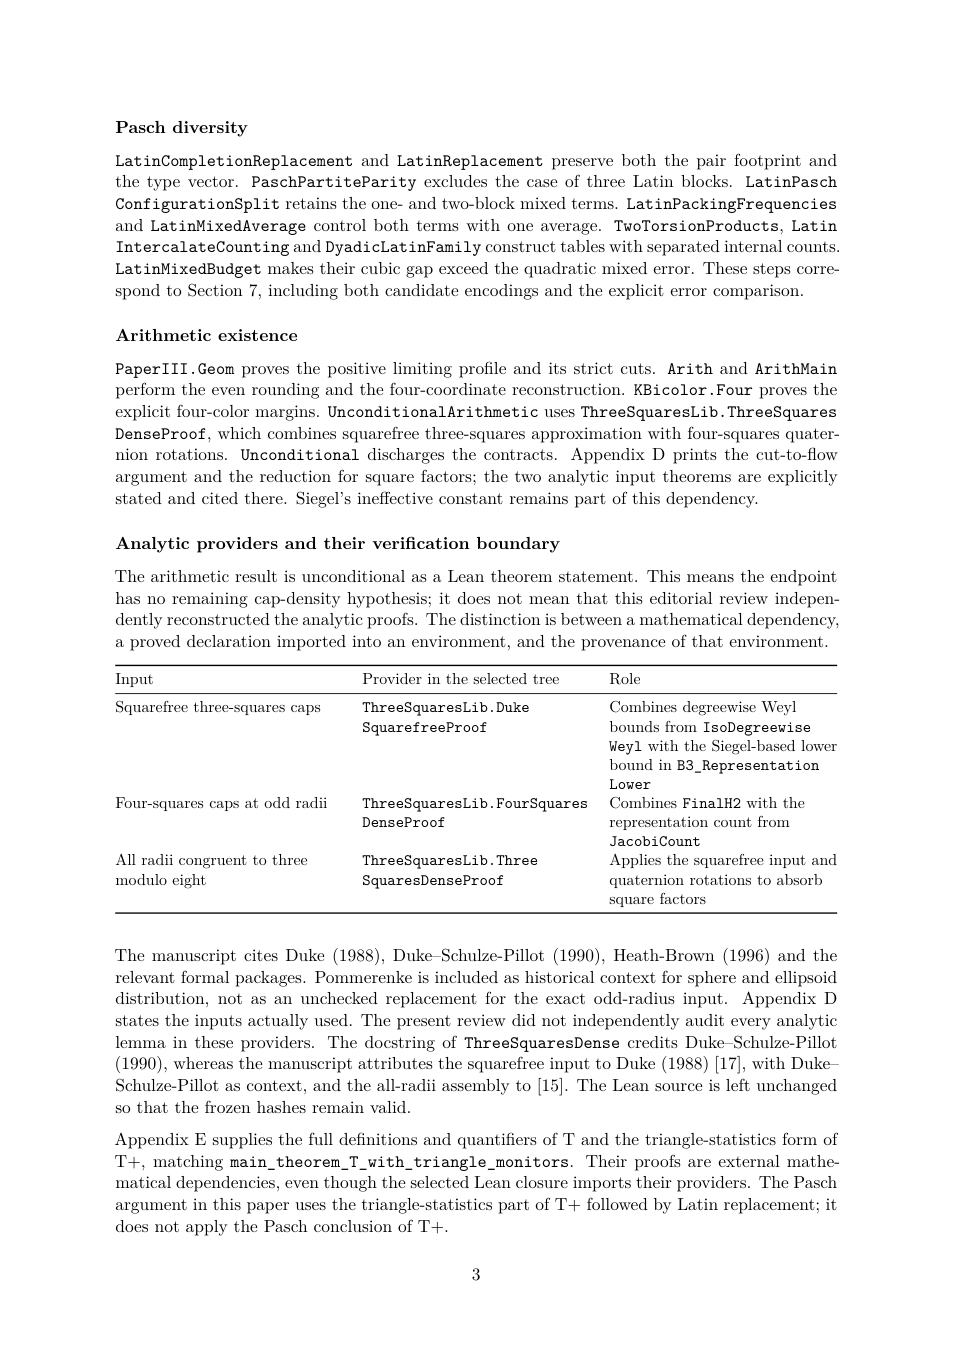 Pasch diversity
LatinCompletionReplacement and LatinReplacement preserve both the pair footprint and
the type vector. PaschPartiteParity excludes the case of three Latin blocks. LatinPasch
ConfigurationSplit retains the one- and two-block mixed terms. LatinPackingFrequencies
and LatinMixedAverage control both terms with one average. TwoTorsionProducts, Latin
IntercalateCounting and DyadicLatinFamily construct tables with separated internal counts.
LatinMixedBudget makes their cubic gap exceed the quadratic mixed error. These steps corre-
spond to Section 7, including both candidate encodings and the explicit error comparison.
Arithmetic existence
PaperIII.Geom proves the positive limiting profile and its strict cuts. Arith and ArithMain
perform the even rounding and the four-coordinate reconstruction. KBicolor.Four proves the
explicit four-color margins. UnconditionalArithmetic uses ThreeSquaresLib.ThreeSquares
DenseProof, which combines squarefree three-squares approximation with four-squares quater-
nion rotations. Unconditional discharges the contracts. Appendix D prints the cut-to-flow
argument and the reduction for square factors; the two analytic input theorems are explicitly
stated and cited there. Siegel's ineffective constant remains part of this dependency.
Analytic providers and their verification boundary
The arithmetic result is unconditional as a Lean theorem statement. This means the endpoint
has no remaining cap-density hypothesis; it does not mean that this editorial review indepen-
dently reconstructed the analytic proofs. The distinction is between a mathematical dependency,
a proved declaration imported into an environment, and the provenance of that environment.
Input Provider in the selected tree Role
Squarefree three-squares caps ThreeSquaresLib.Duke Combines degreewise Weyl
SquarefreeProof bounds from IsoDegreewise
Weyl with the Siegel-based lower
bound in B3_Representation
Lower
Four-squares caps at odd radii ThreeSquaresLib.FourSquares Combines FinalH2 with the
DenseProof representation count from
JacobiCount
All radii congruent to three ThreeSquaresLib.Three Applies the squarefree input and
modulo eight SquaresDenseProof quaternion rotations to absorb
square factors
The manuscript cites Duke (1988), Duke–Schulze-Pillot (1990), Heath-Brown (1996) and the
relevant formal packages. Pommerenke is included as historical context for sphere and ellipsoid
distribution, not as an unchecked replacement for the exact odd-radius input. Appendix D
states the inputs actually used. The present review did not independently audit every analytic
lemma in these providers. The docstring of ThreeSquaresDense credits Duke–Schulze-Pillot
(1990), whereas the manuscript attributes the squarefree input to Duke (1988) [17], with Duke–
Schulze-Pillot as context, and the all-radii assembly to [15]. The Lean source is left unchanged
so that the frozen hashes remain valid.
Appendix E supplies the full definitions and quantifiers of T and the triangle-statistics form of
T+, matching main_theorem_T_with_triangle_monitors. Their proofs are external mathe-
matical dependencies, even though the selected Lean closure imports their providers. The Pasch
argument in this paper uses the triangle-statistics part of T+ followed by Latin replacement; it
does not apply the Pasch conclusion of T+.
3